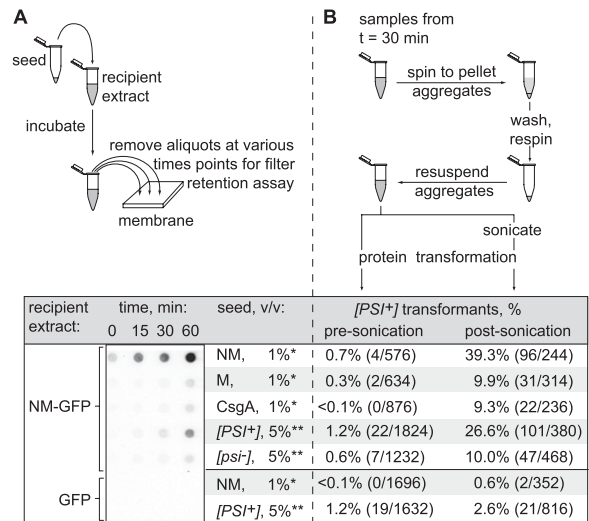 A
seed
recipient
extract
incubate
remove aliquots at various
times points for filter
retention assay
membrane
B
samples from
t = 30 min
spin to pellet
aggregates
wash,
respin
resuspend
aggregates
sonicate
protein transformation
recipient extract:
time, min:
0 15 30 60
seed, v/v:
[PSI+] transformants, %
pre-sonication post-sonication
NM-GFP
NM, 1%* 0.7% (4/576) 39.3% (96/244)
M, 1%* 0.3% (2/634) 9.9% (31/314)
CsgA, 1%* <0.1% (0/876) 9.3% (22/236)
[PSI+], 5%** 1.2% (22/1824) 26.6% (101/380)
[psi-], 5%** 0.6% (7/1232) 10.0% (47/468)
GFP
NM, 1%* <0.1% (0/1696) 0.6% (2/352)
[PSI+], 5%** 1.2% (19/1632) 2.6% (21/816)